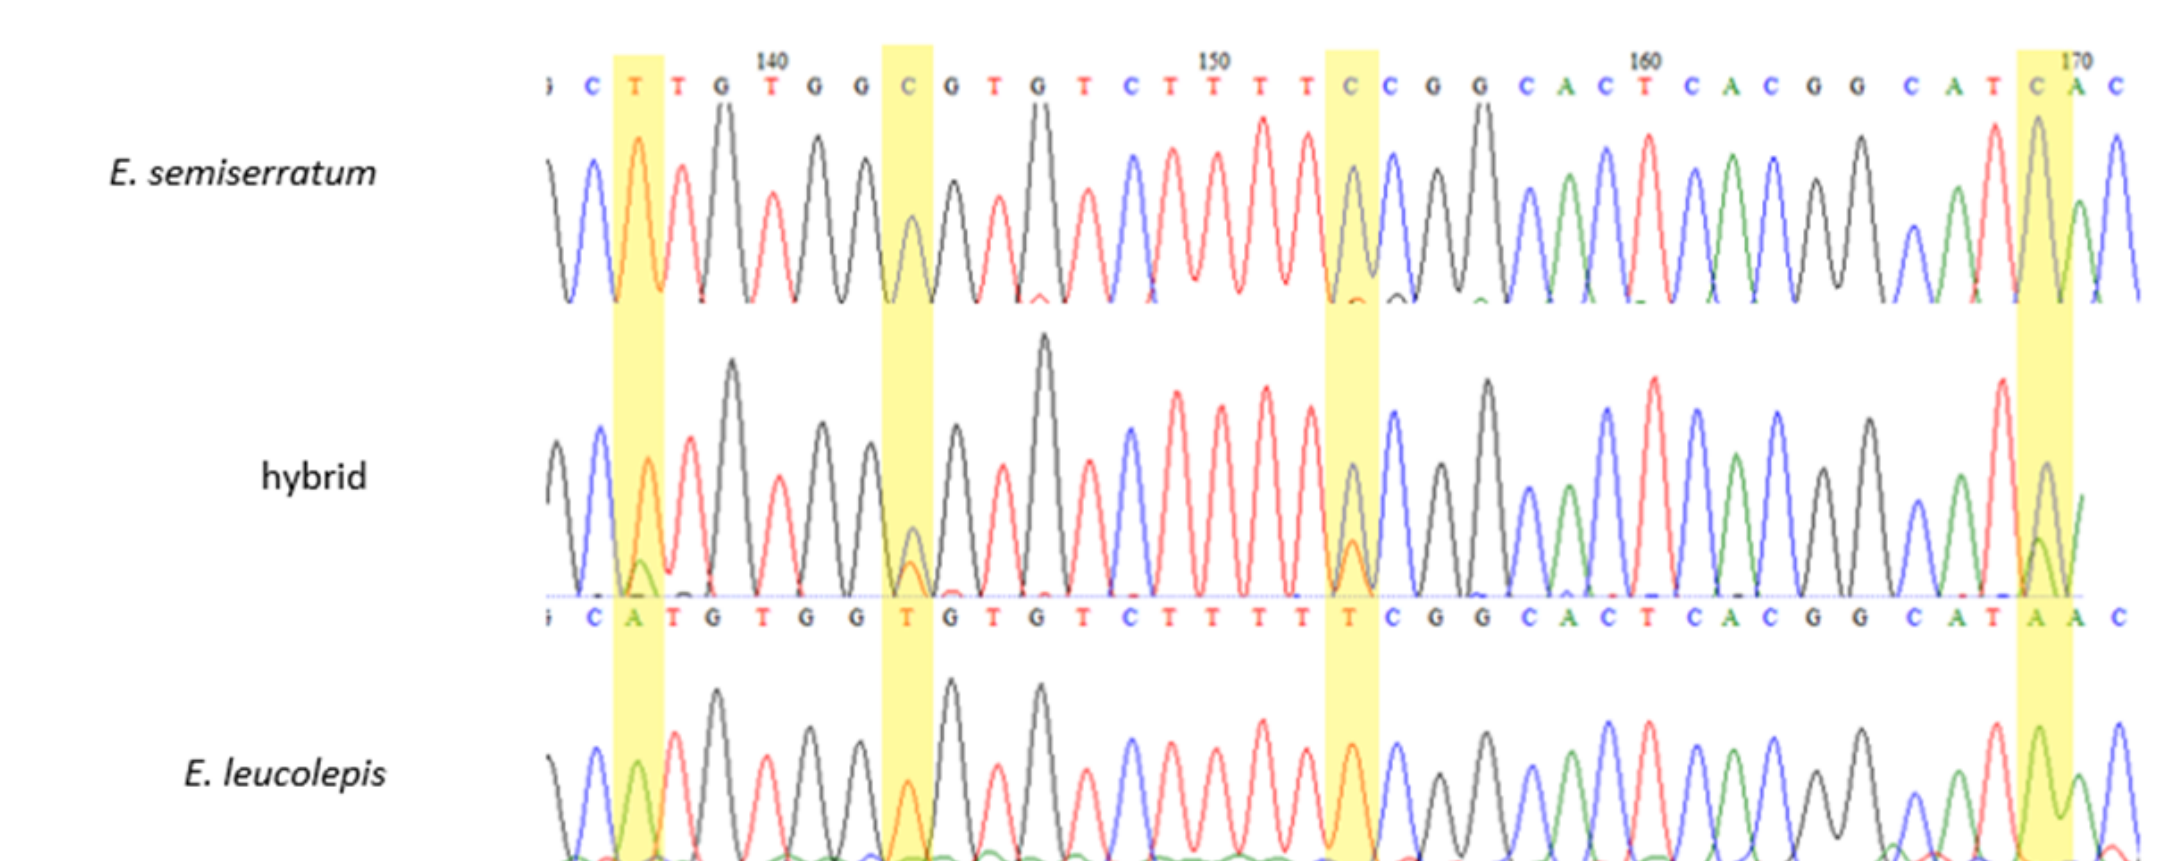 140 150 160 170
C T T G T G G C G T G T C T T T T C C G G C A C T C A C G G C A T C A C
E. semiserratum
hybrid
C A T G T G G T G T G T C T T T T T C G G C A C T C A C G G C A T A A C
E. leucolepis